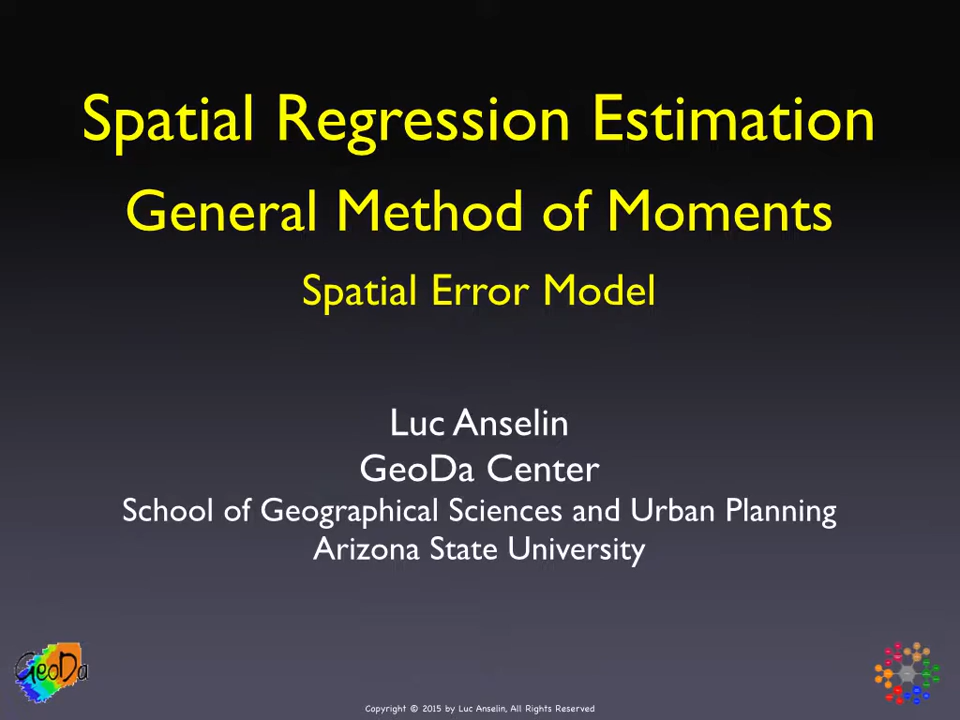 Spatial Regression Estimation
General Method of Moments
Spatial Error Model
Luc Anselin
GeoDa Center
School of Geographical Sciences and Urban Planning
Arizona State University
GeoDa
Copyright © 2015 by Luc Anselin, All Rights Reserved